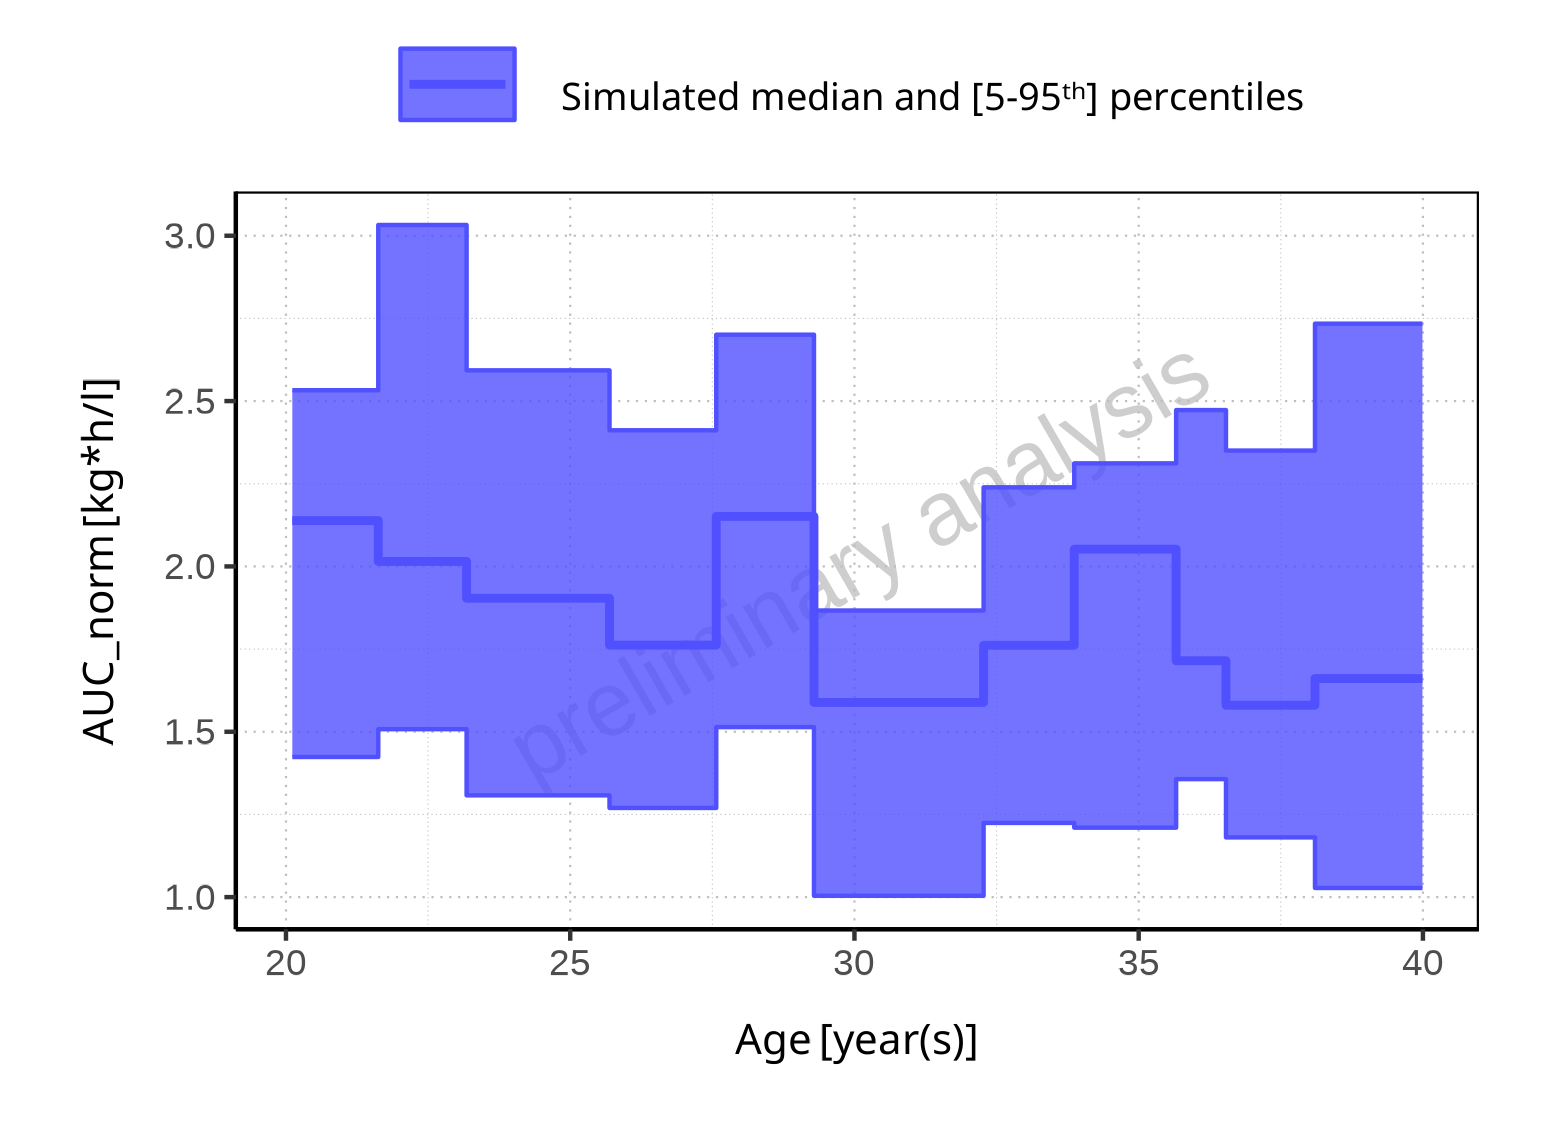 Simulated median and [5-95ᵗʰ] percentiles
AUC_norm [kg*h/l]
3.0
2.5
2.0
1.5
1.0
preliminary analysis
20 25 30 35 40
Age [year(s)]